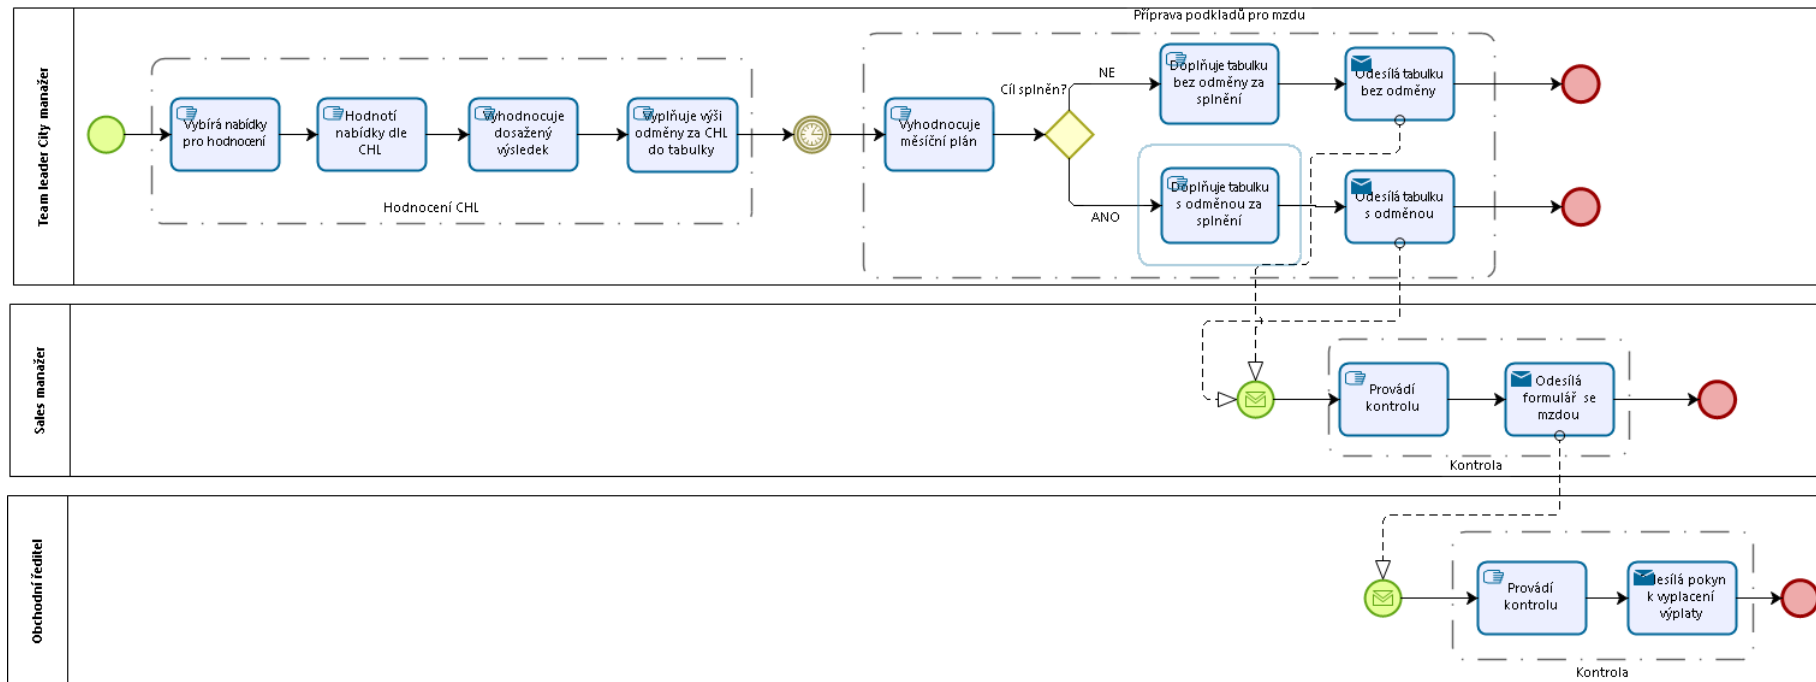 Příprava podkladů pro mzdu
Team leader City manažer
Vybírá nabídky
pro hodnocení
Hodnotí
nabídky dle
CHL
Vyhodnocuje
dosažený
výsledek
Vyplňuje výši
odměny za CHL
do tabulky
Hodnocení CHL
Vyhodnocuje
měsíční plán
Cíl splněn?
NE
Doplňuje tabulku
bez odměny za
splnění
Odesílá tabulku
bez odměny
ANO
Doplňuje tabulku
s odměnou za
splnění
Odesílá tabulku
s odměnou
Sales manažer
Provádí
kontrolu
Odesílá
formulář se
mzdou
Kontrola
Obchodní ředitel
Provádí
kontrolu
Odesílá pokyn
k vyplacení
výplaty
Kontrola